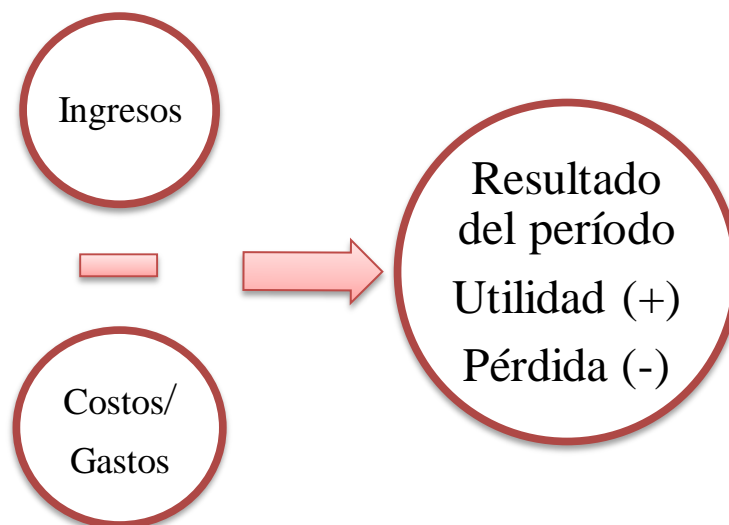 Ingresos
Costos/
Gastos
Resultado
del período
Utilidad (+)
Pérdida (-)